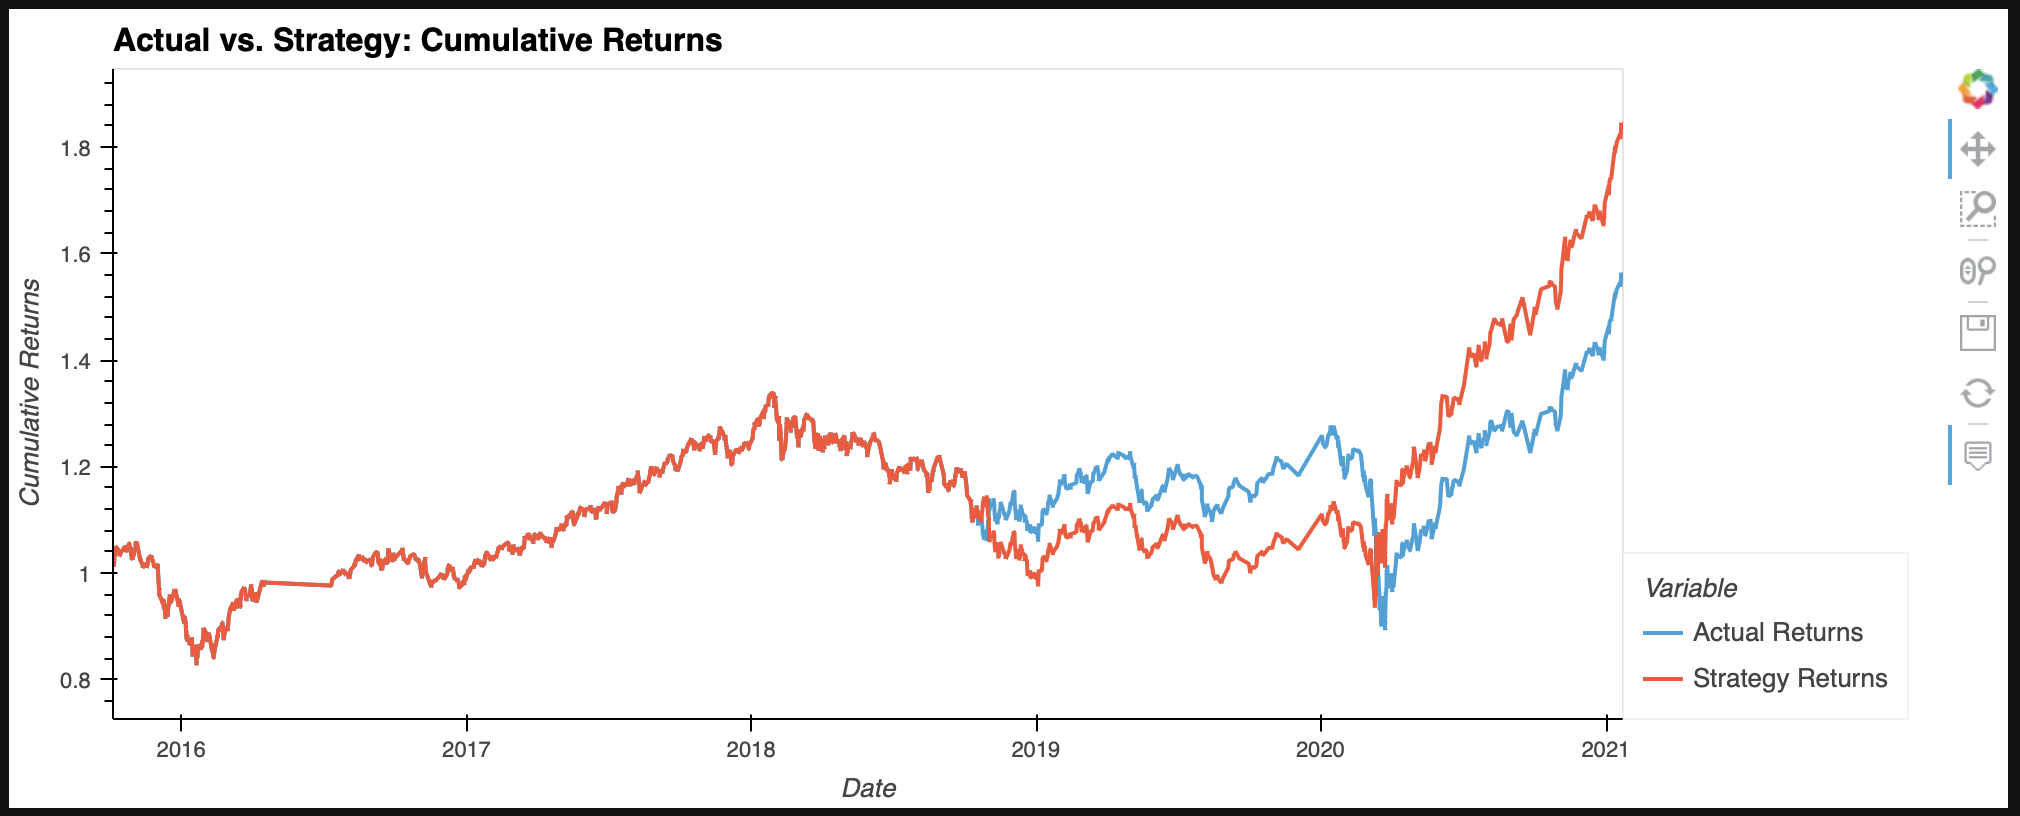 Actual vs. Strategy: Cumulative Returns
Cumulative Returns
1.8
1.6
1.4
1.2
1
0.8
2016 2017 2018 2019 2020 2021
Date
Variable
Actual Returns
Strategy Returns